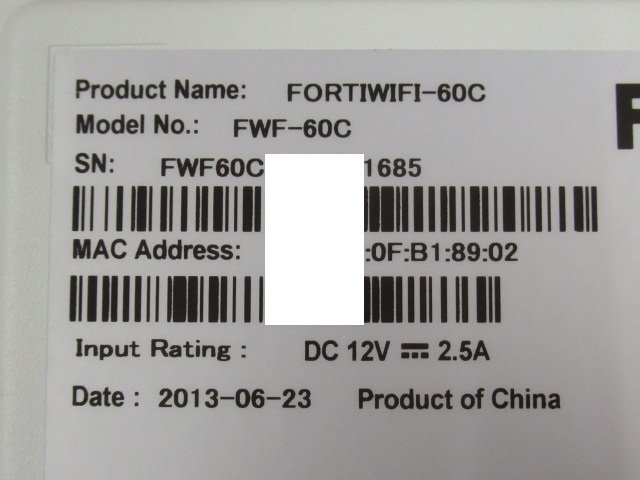 Product Name: FORTIWIFI-60C
Model No.: FWF-60C
SN: FWF60C 1685
MAC Address: :0F:B1:89:02
Input Rating : DC 12V ⎓ 2.5A
Date : 2013-06-23 Product of China